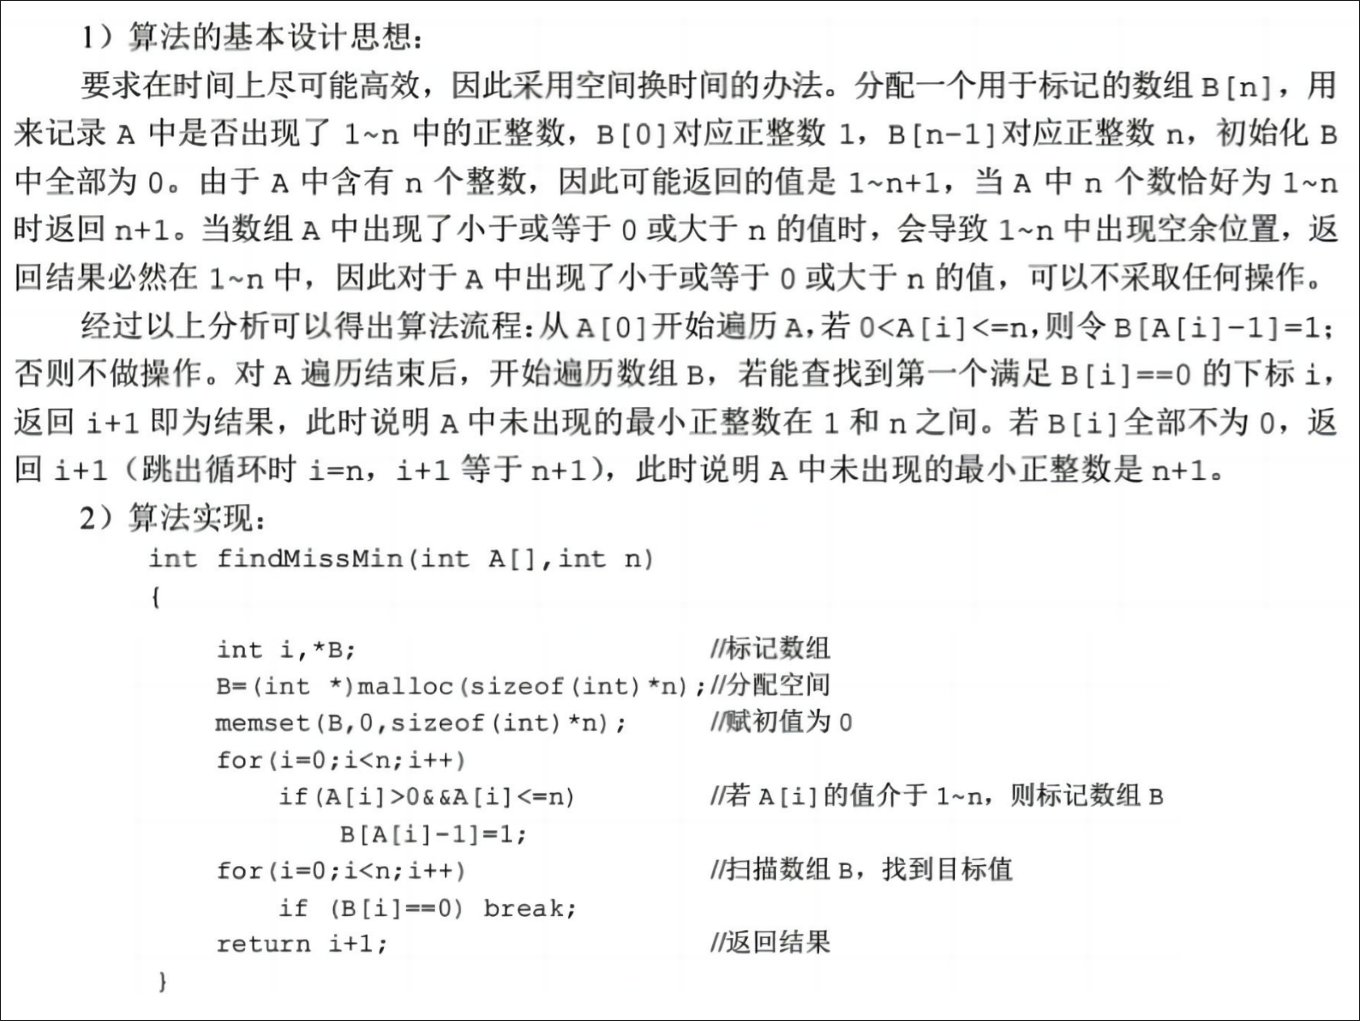 1）算法的基本设计思想：
要求在时间上尽可能高效，因此采用空间换时间的办法。分配一个用于标记的数组 B[n]，用
来记录 A 中是否出现了 1~n 中的正整数，B[0]对应正整数 1，B[n-1]对应正整数 n，初始化 B
中全部为 0。由于 A 中含有 n 个整数，因此可能返回的值是 1~n+1，当 A 中 n 个数恰好为 1~n
时返回 n+1。当数组 A 中出现了小于或等于 0 或大于 n 的值时，会导致 1~n 中出现空余位置，返
回结果必然在 1~n 中，因此对于 A 中出现了小于或等于 0 或大于 n 的值，可以不采取任何操作。
经过以上分析可以得出算法流程：从 A[0]开始遍历 A，若 0<A[i]<=n，则令 B[A[i]-1]=1；
否则不做操作。对 A 遍历结束后，开始遍历数组 B，若能查找到第一个满足 B[i]==0 的下标 i，
返回 i+1 即为结果，此时说明 A 中未出现的最小正整数在 1 和 n 之间。若 B[i]全部不为 0，返
回 i+1（跳出循环时 i=n，i+1 等于 n+1），此时说明 A 中未出现的最小正整数是 n+1。
2）算法实现：
int findMissMin(int A[],int n)
{
int i,*B; //标记数组
B=(int *)malloc(sizeof(int)*n); //分配空间
memset(B,0,sizeof(int)*n); //赋初值为 0
for(i=0;i<n;i++)
if(A[i]>0&&A[i]<=n) //若 A[i]的值介于 1~n，则标记数组 B
B[A[i]-1]=1;
for(i=0;i<n;i++) //扫描数组 B，找到目标值
if (B[i]==0) break;
return i+1; //返回结果
}